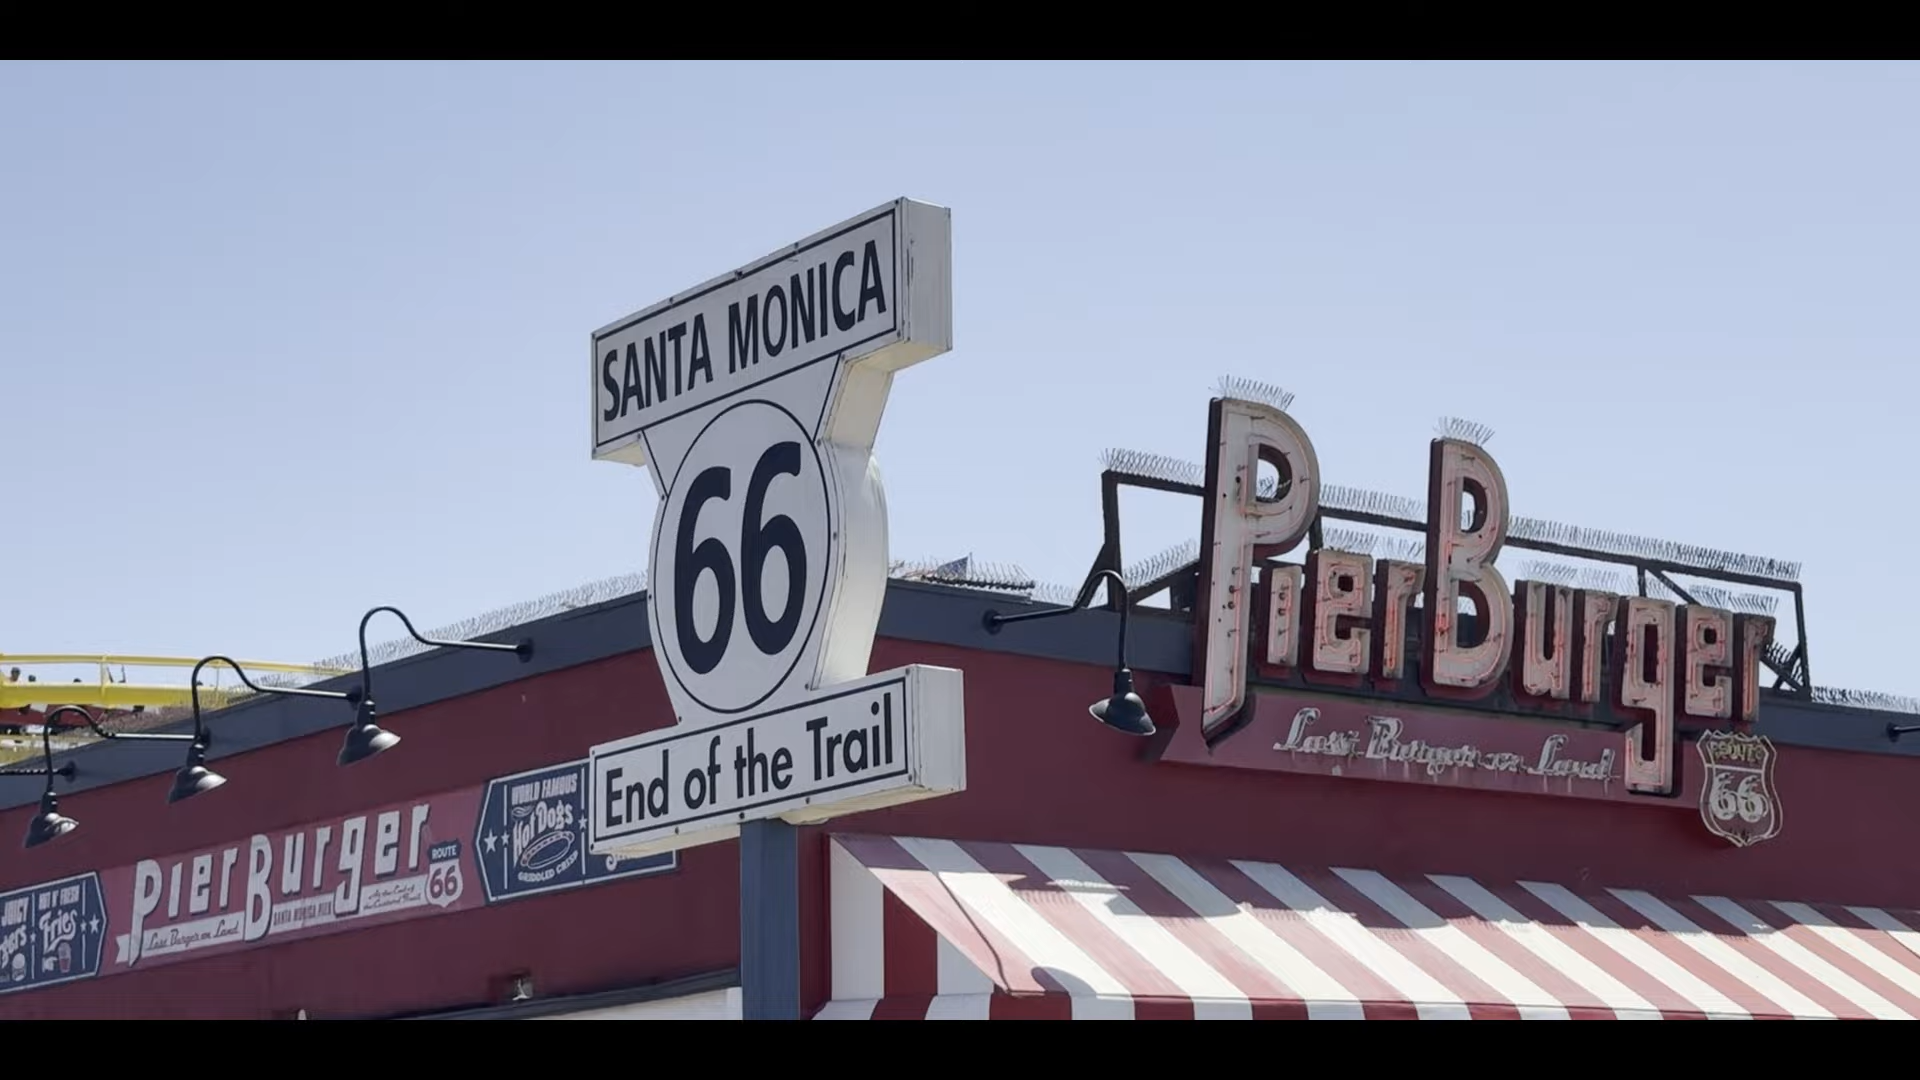 SANTA MONICA
66
End of the Trail
PierBurger
Last Burger on Land
ROUTE
66
PierBurger
Last Burger on Land
SANTA MONICA PIER
ROUTE
66
WORLD FAMOUS
Hot Dogs
GRIDDLED CRISP
JUICY
HOT N' FRESH
Fries